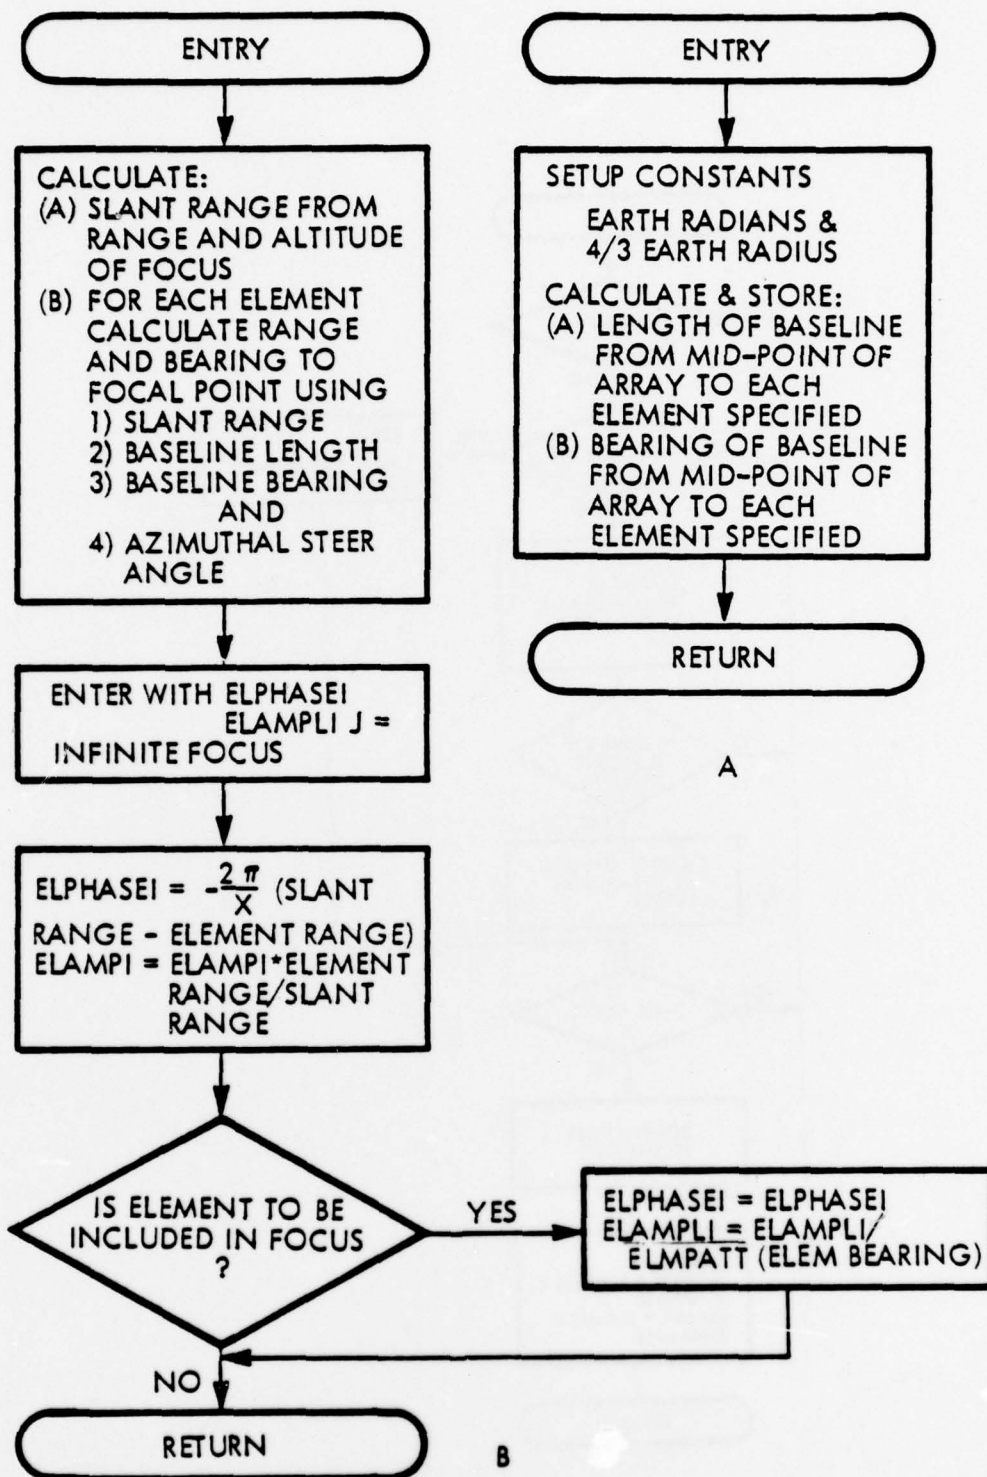 ENTRY
CALCULATE:
(A) SLANT RANGE FROM
RANGE AND ALTITUDE
OF FOCUS
(B) FOR EACH ELEMENT
CALCULATE RANGE
AND BEARING TO
FOCAL POINT USING
1) SLANT RANGE
2) BASELINE LENGTH
3) BASELINE BEARING
AND
4) AZIMUTHAL STEER
ANGLE
ENTER WITH ELPHASEI
ELAMPLI J =
INFINITE FOCUS
ELPHASEI = -2 π/X (SLANT
RANGE - ELEMENT RANGE)
ELAMPI = ELAMPI*ELEMENT
RANGE/SLANT
RANGE
IS ELEMENT TO BE
INCLUDED IN FOCUS
?
YES
ELPHASEI = ELPHASEI
ELAMPLI = ELAMPLI/
ELMPATT (ELEM BEARING)
NO
RETURN
B
ENTRY
SETUP CONSTANTS
EARTH RADIANS &
4/3 EARTH RADIUS
CALCULATE & STORE:
(A) LENGTH OF BASELINE
FROM MID-POINT OF
ARRAY TO EACH
ELEMENT SPECIFIED
(B) BEARING OF BASELINE
FROM MID-POINT OF
ARRAY TO EACH
ELEMENT SPECIFIED
RETURN
A